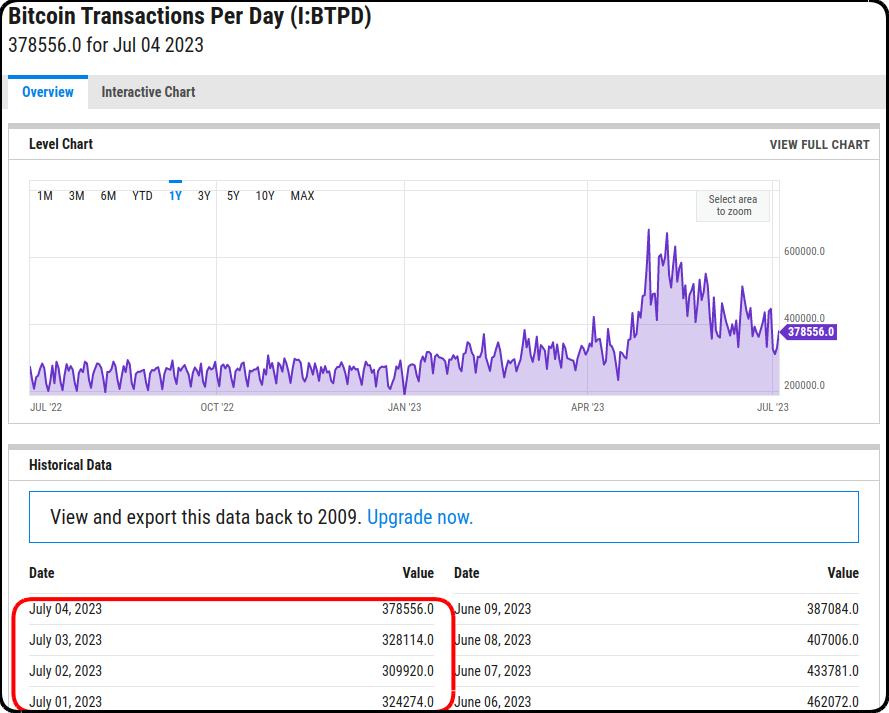 Bitcoin Transactions Per Day (I:BTPD)
378556.0 for Jul 04 2023
Overview Interactive Chart
Level Chart VIEW FULL CHART
1M 3M 6M YTD 1Y 3Y 5Y 10Y MAX
Select area
to zoom
600000.0
400000.0
378556.0
200000.0
JUL '22 OCT '22 JAN '23 APR '23 JUL '23
Historical Data
View and export this data back to 2009. Upgrade now.
Date Value Date Value
July 04, 2023 378556.0 June 09, 2023 387084.0
July 03, 2023 328114.0 June 08, 2023 407006.0
July 02, 2023 309920.0 June 07, 2023 433781.0
July 01, 2023 324274.0 June 06, 2023 462072.0